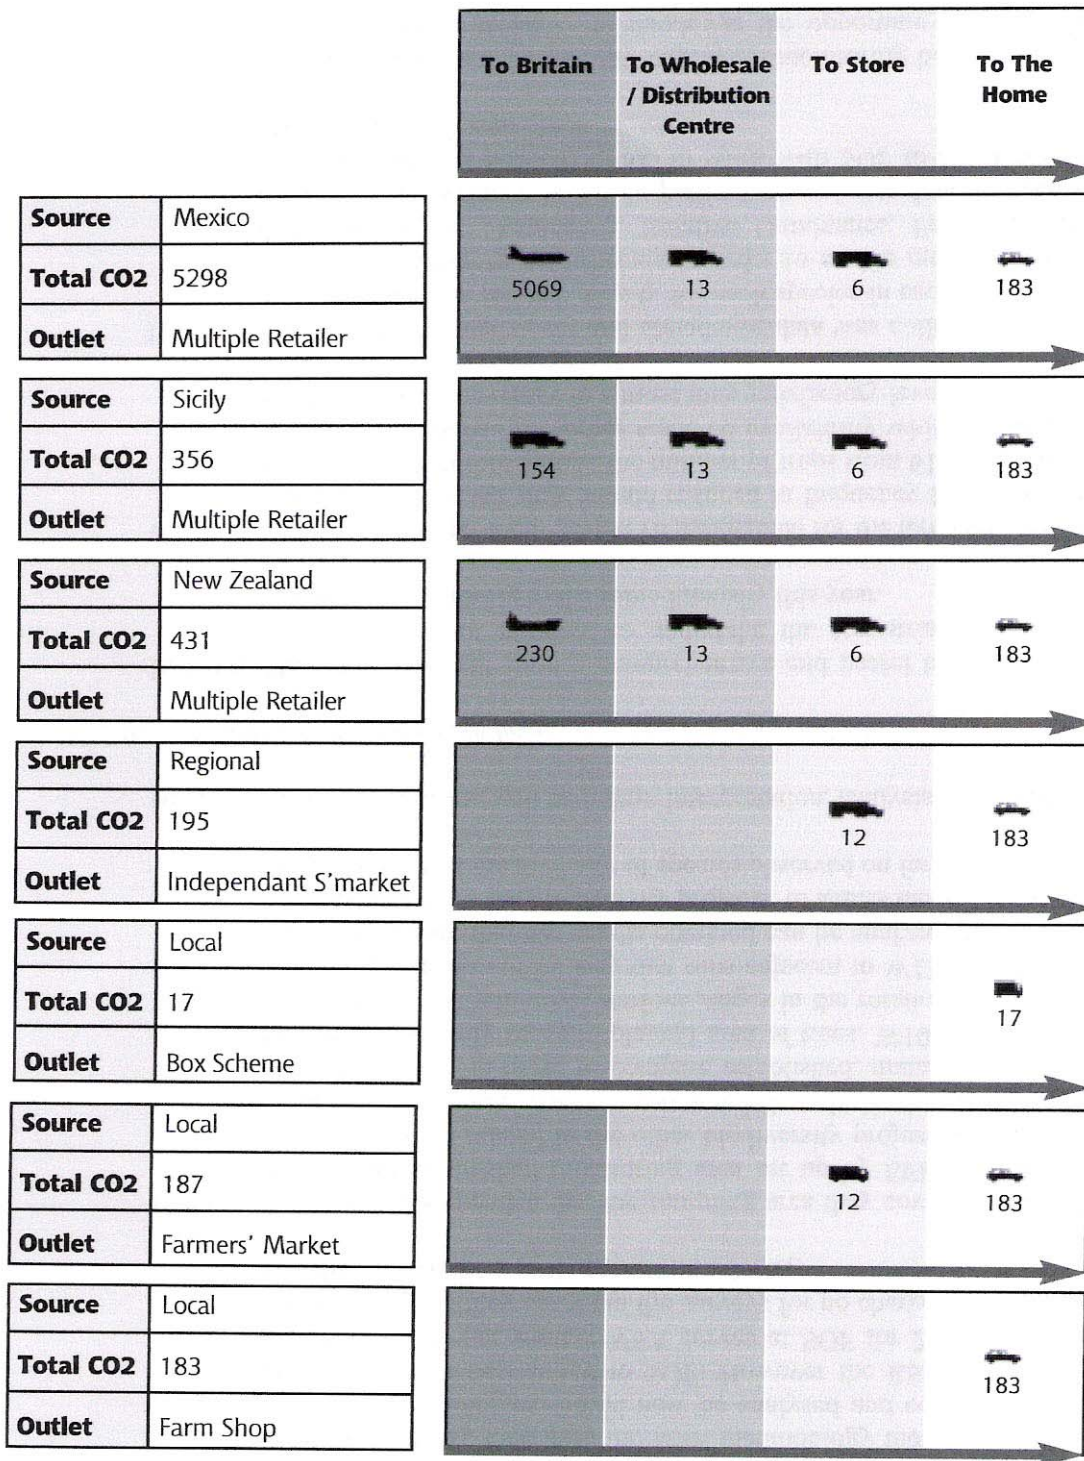 To Britain To Wholesale To Store To The
/ Distribution Home
Centre
Source Mexico
Total CO2 5298 5069 13 6 183
Outlet Multiple Retailer
Source Sicily
Total CO2 356 154 13 6 183
Outlet Multiple Retailer
Source New Zealand
Total CO2 431 230 13 6 183
Outlet Multiple Retailer
Source Regional
Total CO2 195 12 183
Outlet Independant S'market
Source Local
Total CO2 17 17
Outlet Box Scheme
Source Local
Total CO2 187 12 183
Outlet Farmers' Market
Source Local
Total CO2 183 183
Outlet Farm Shop